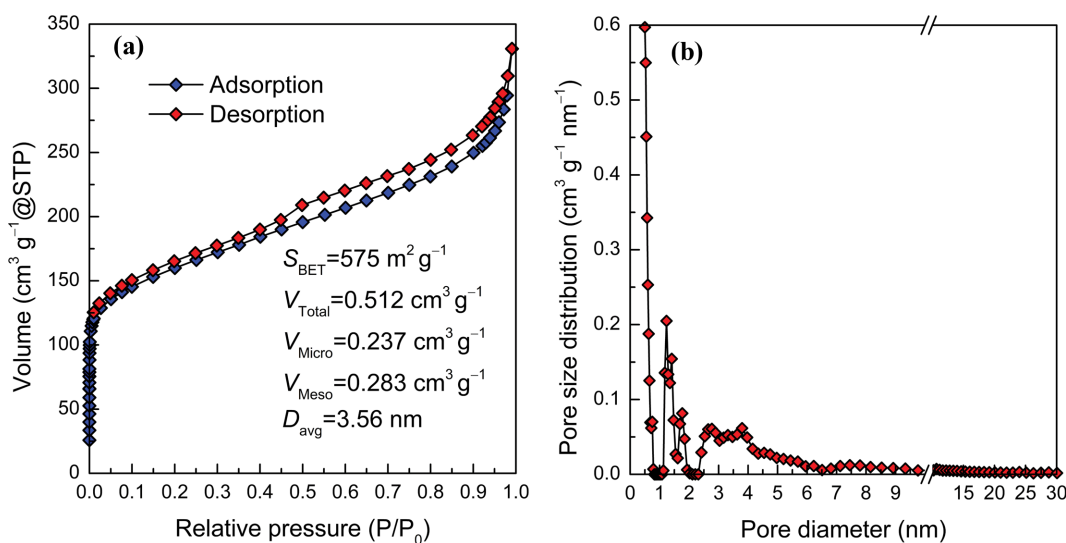 (a)
Adsorption
Desorption
S_BET=575 m² g⁻¹
V_Total=0.512 cm³ g⁻¹
V_Micro=0.237 cm³ g⁻¹
V_Meso=0.283 cm³ g⁻¹
D_avg=3.56 nm
Volume (cm³ g⁻¹@STP)
350
300
250
200
150
100
50
0
0.0 0.1 0.2 0.3 0.4 0.5 0.6 0.7 0.8 0.9 1.0
Relative pressure (P/P₀)
(b)
Pore size distribution (cm³ g⁻¹ nm⁻¹)
0.6
0.5
0.4
0.3
0.2
0.1
0.0
0 1 2 3 4 5 6 7 8 9 15 20 25 30
Pore diameter (nm)